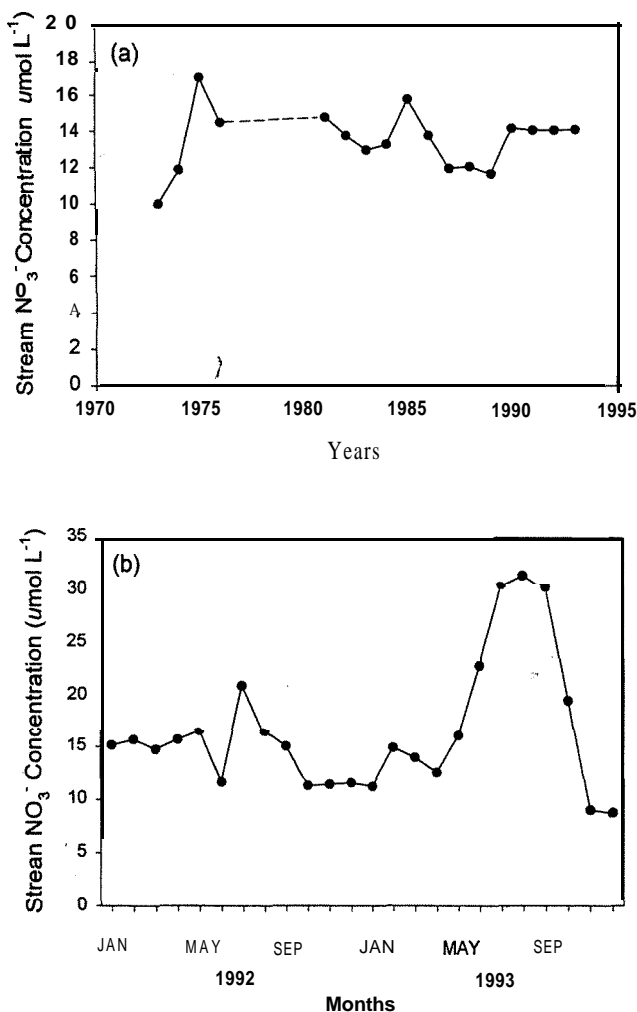 20
(a)
18
16
14
12
10
8
6
A
2
0
Stream NO3- Concentration umol L-1
1970 1975 1980 1985 1990 1995
Years
35
(b)
30
25
20
15
10
5
0
Strean NO3- Concentration (umol L-1)
JAN MAY SEP JAN MAY SEP
1992 1993
Months